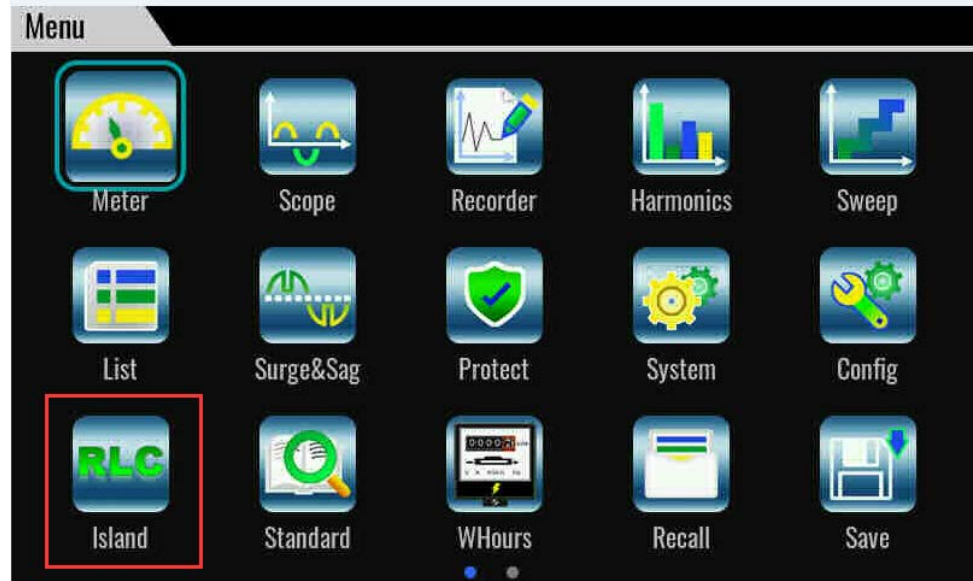 Menu
Meter
Scope
Recorder
Harmonics
Sweep
List
Surge&Sag
Protect
System
Config
RLC
Island
Standard
WHours
Recall
Save